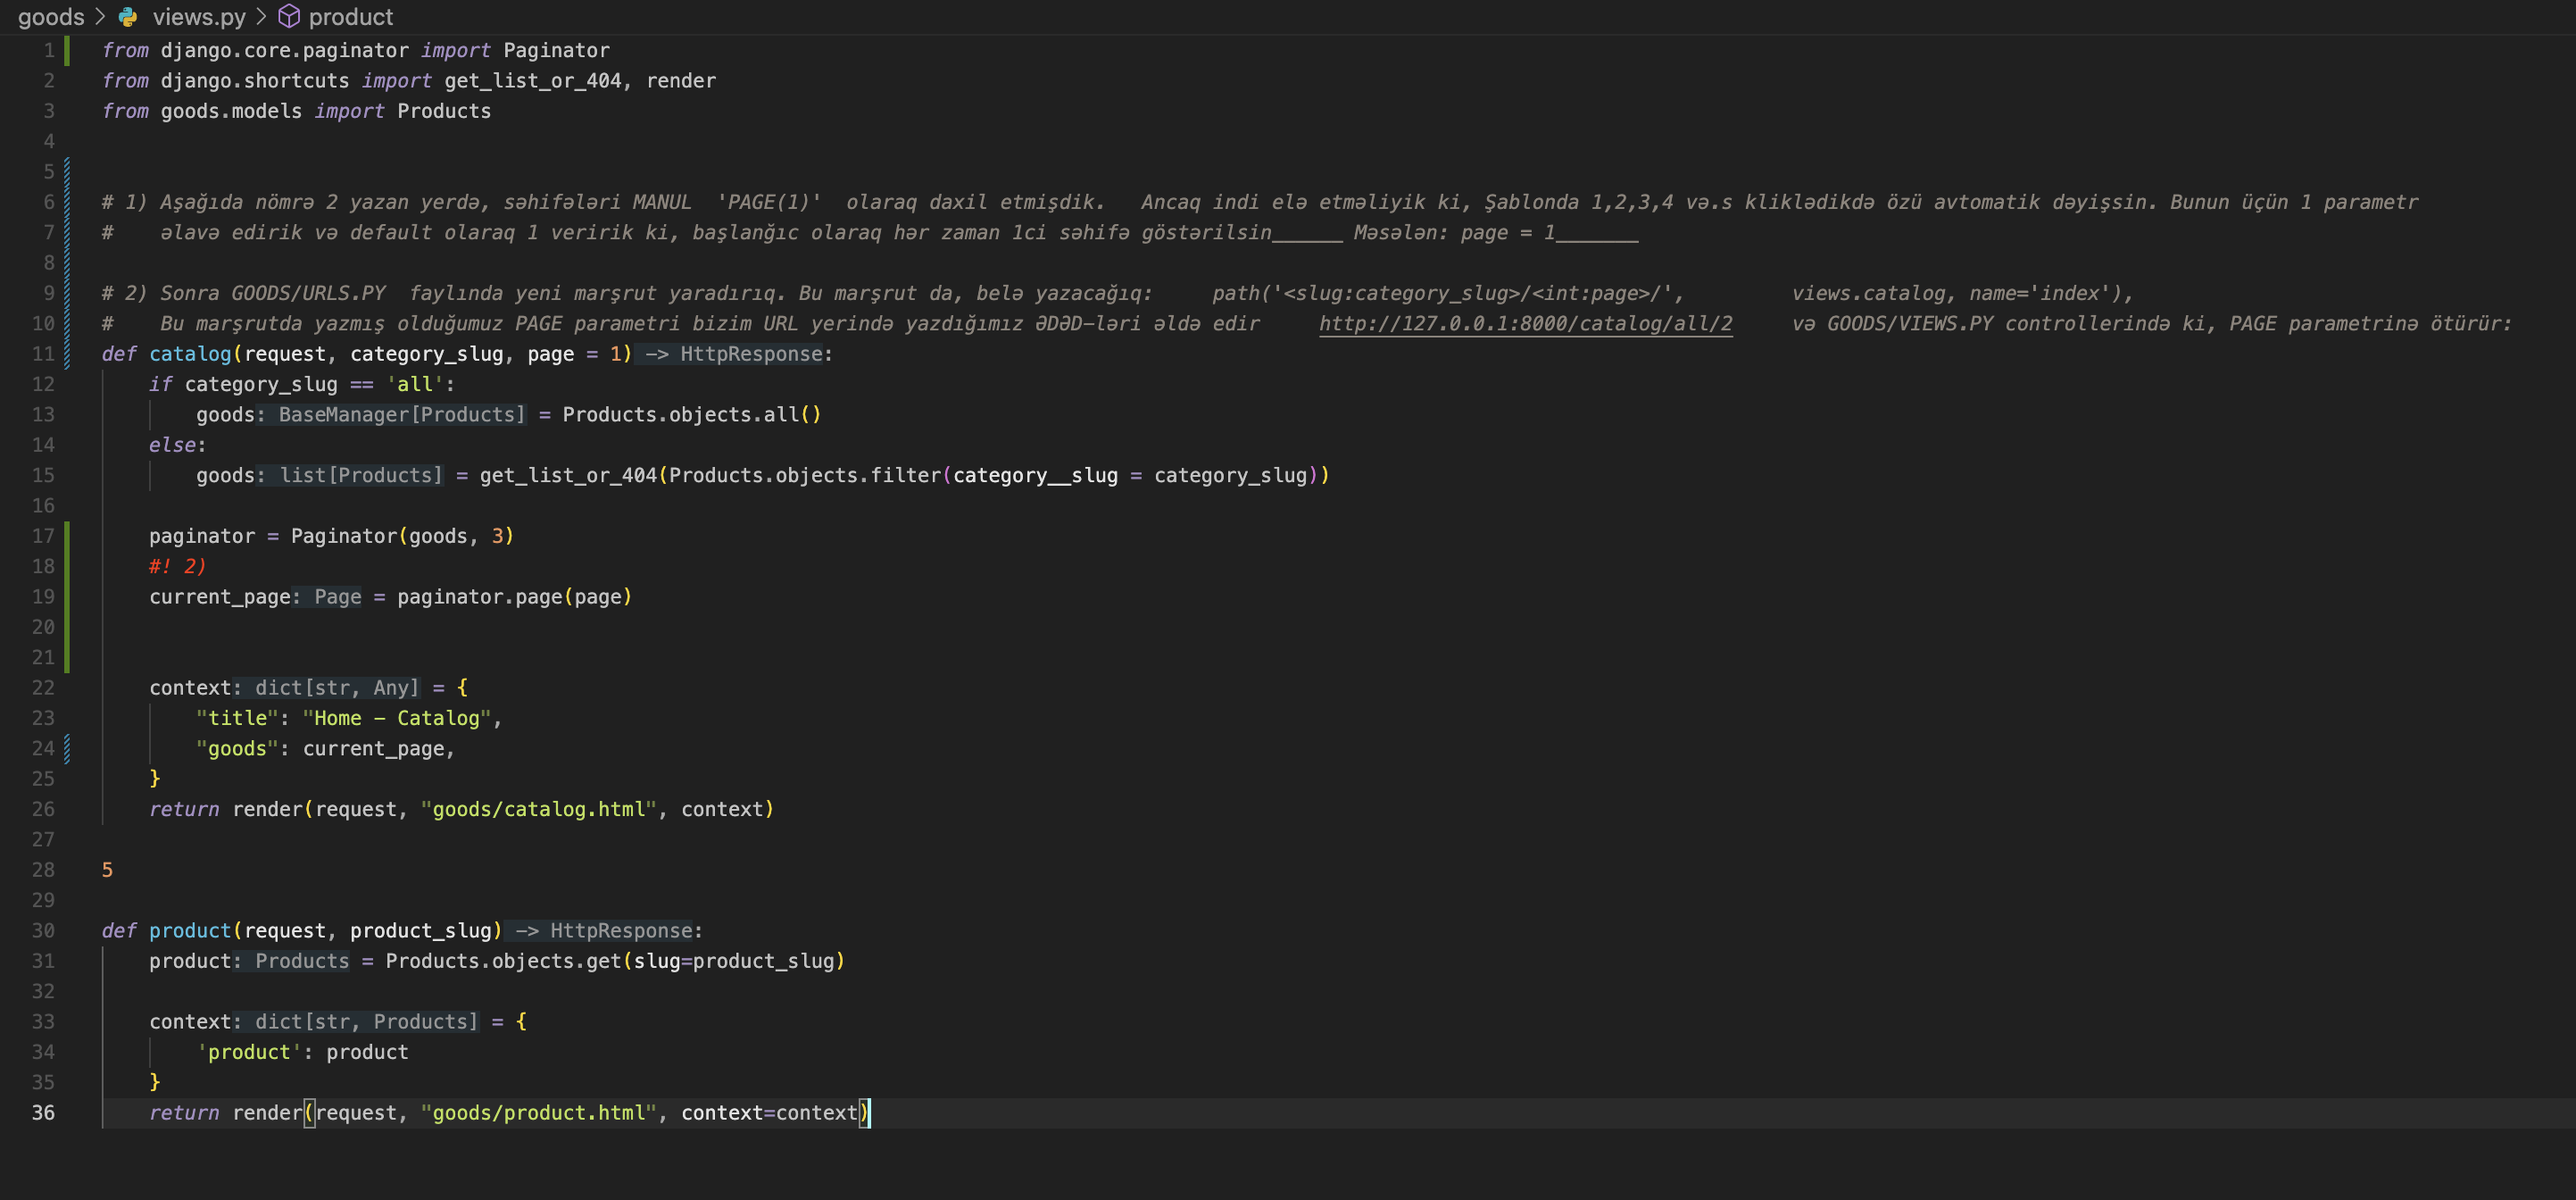 goods > views.py > product
1 from django.core.paginator import Paginator
2 from django.shortcuts import get_list_or_404, render
3 from goods.models import Products
4
5
6 # 1) Aşağıda nömrə 2 yazan yerdə, səhifələri MANUL  'PAGE(1)'  olaraq daxil etmişdik.   Ancaq indi elə etməliyik ki, Şablonda 1,2,3,4 və.s kliklədikdə özü avtomatik dəyişsin. Bunun üçün 1 parametr
7 #    əlavə edirik və default olaraq 1 veririk ki, başlanğıc olaraq hər zaman 1ci səhifə göstərilsin______ Məsələn: page = 1_______
8
9 # 2) Sonra GOODS/URLS.PY  faylında yeni marşrut yaradırıq. Bu marşrut da, belə yazacağıq:     path('<slug:category_slug>/<int:page>/',         views.catalog, name='index'),
10 #    Bu marşrutda yazmış olduğumuz PAGE parametri bizim URL yerində yazdığımız ƏDƏD-ləri əldə edir     http://127.0.0.1:8000/catalog/all/2     və GOODS/VIEWS.PY controllerində ki, PAGE parametrinə ötürür:
11 def catalog(request, category_slug, page = 1) -> HttpResponse:
12     if category_slug == 'all':
13         goods: BaseManager[Products] = Products.objects.all()
14     else:
15         goods: list[Products] = get_list_or_404(Products.objects.filter(category__slug = category_slug))
16
17     paginator = Paginator(goods, 3)
18     #! 2)
19     current_page: Page = paginator.page(page)
20
21
22     context: dict[str, Any] = {
23         "title": "Home - Catalog",
24         "goods": current_page,
25     }
26     return render(request, "goods/catalog.html", context)
27
28 5
29
30 def product(request, product_slug) -> HttpResponse:
31     product: Products = Products.objects.get(slug=product_slug)
32
33     context: dict[str, Products] = {
34         'product': product
35     }
36     return render(request, "goods/product.html", context=context)